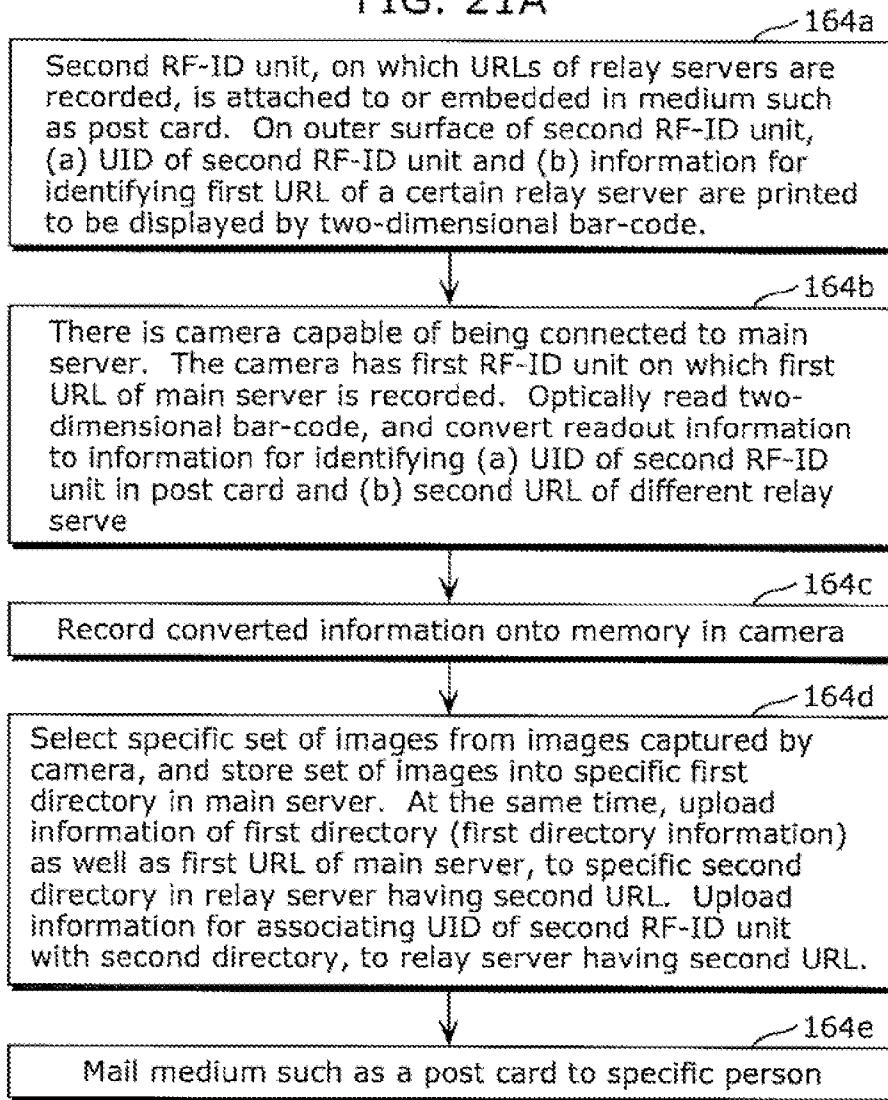 FIG. 21A
164a
Second RF-ID unit, on which URLs of relay servers are
recorded, is attached to or embedded in medium such
as post card. On outer surface of second RF-ID unit,
(a) UID of second RF-ID unit and (b) information for
identifying first URL of a certain relay server are printed
to be displayed by two-dimensional bar-code.
164b
There is camera capable of being connected to main
server. The camera has first RF-ID unit on which first
URL of main server is recorded. Optically read two-
dimensional bar-code, and convert readout information
to information for identifying (a) UID of second RF-ID
unit in post card and (b) second URL of different relay
serve
164c
Record converted information onto memory in camera
164d
Select specific set of images from images captured by
camera, and store set of images into specific first
directory in main server. At the same time, upload
information of first directory (first directory information)
as well as first URL of main server, to specific second
directory in relay server having second URL. Upload
information for associating UID of second RF-ID unit
with second directory, to relay server having second URL.
164e
Mail medium such as a post card to specific person